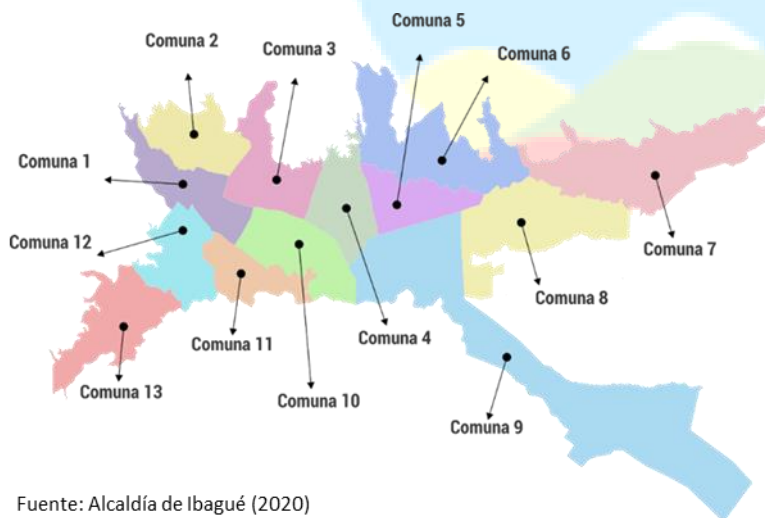 Comuna 5
Comuna 2
Comuna 3
Comuna 6
Comuna 1
Comuna 12
Comuna 7
Comuna 8
Comuna 11
Comuna 4
Comuna 13
Comuna 10
Comuna 9
Fuente: Alcaldía de Ibagué (2020)